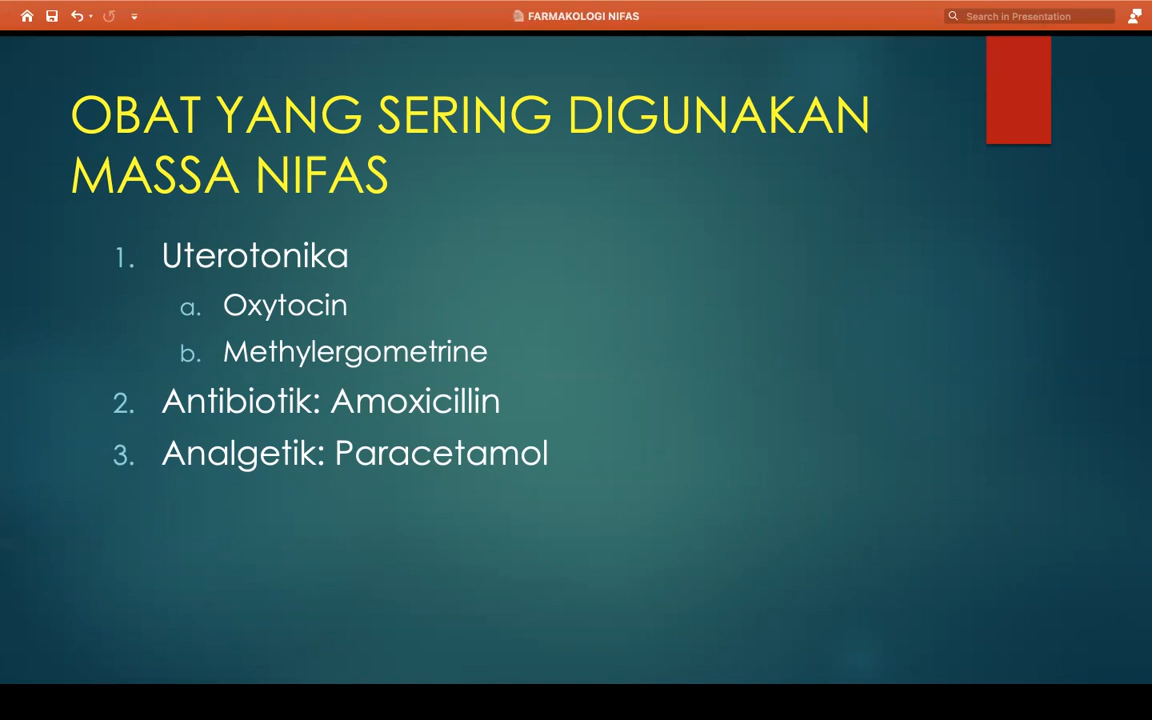 FARMAKOLOGI NIFAS
Search in Presentation
OBAT YANG SERING DIGUNAKAN
MASSA NIFAS
1. Uterotonika
a. Oxytocin
b. Methylergometrine
2. Antibiotik: Amoxicillin
3. Analgetik: Paracetamol